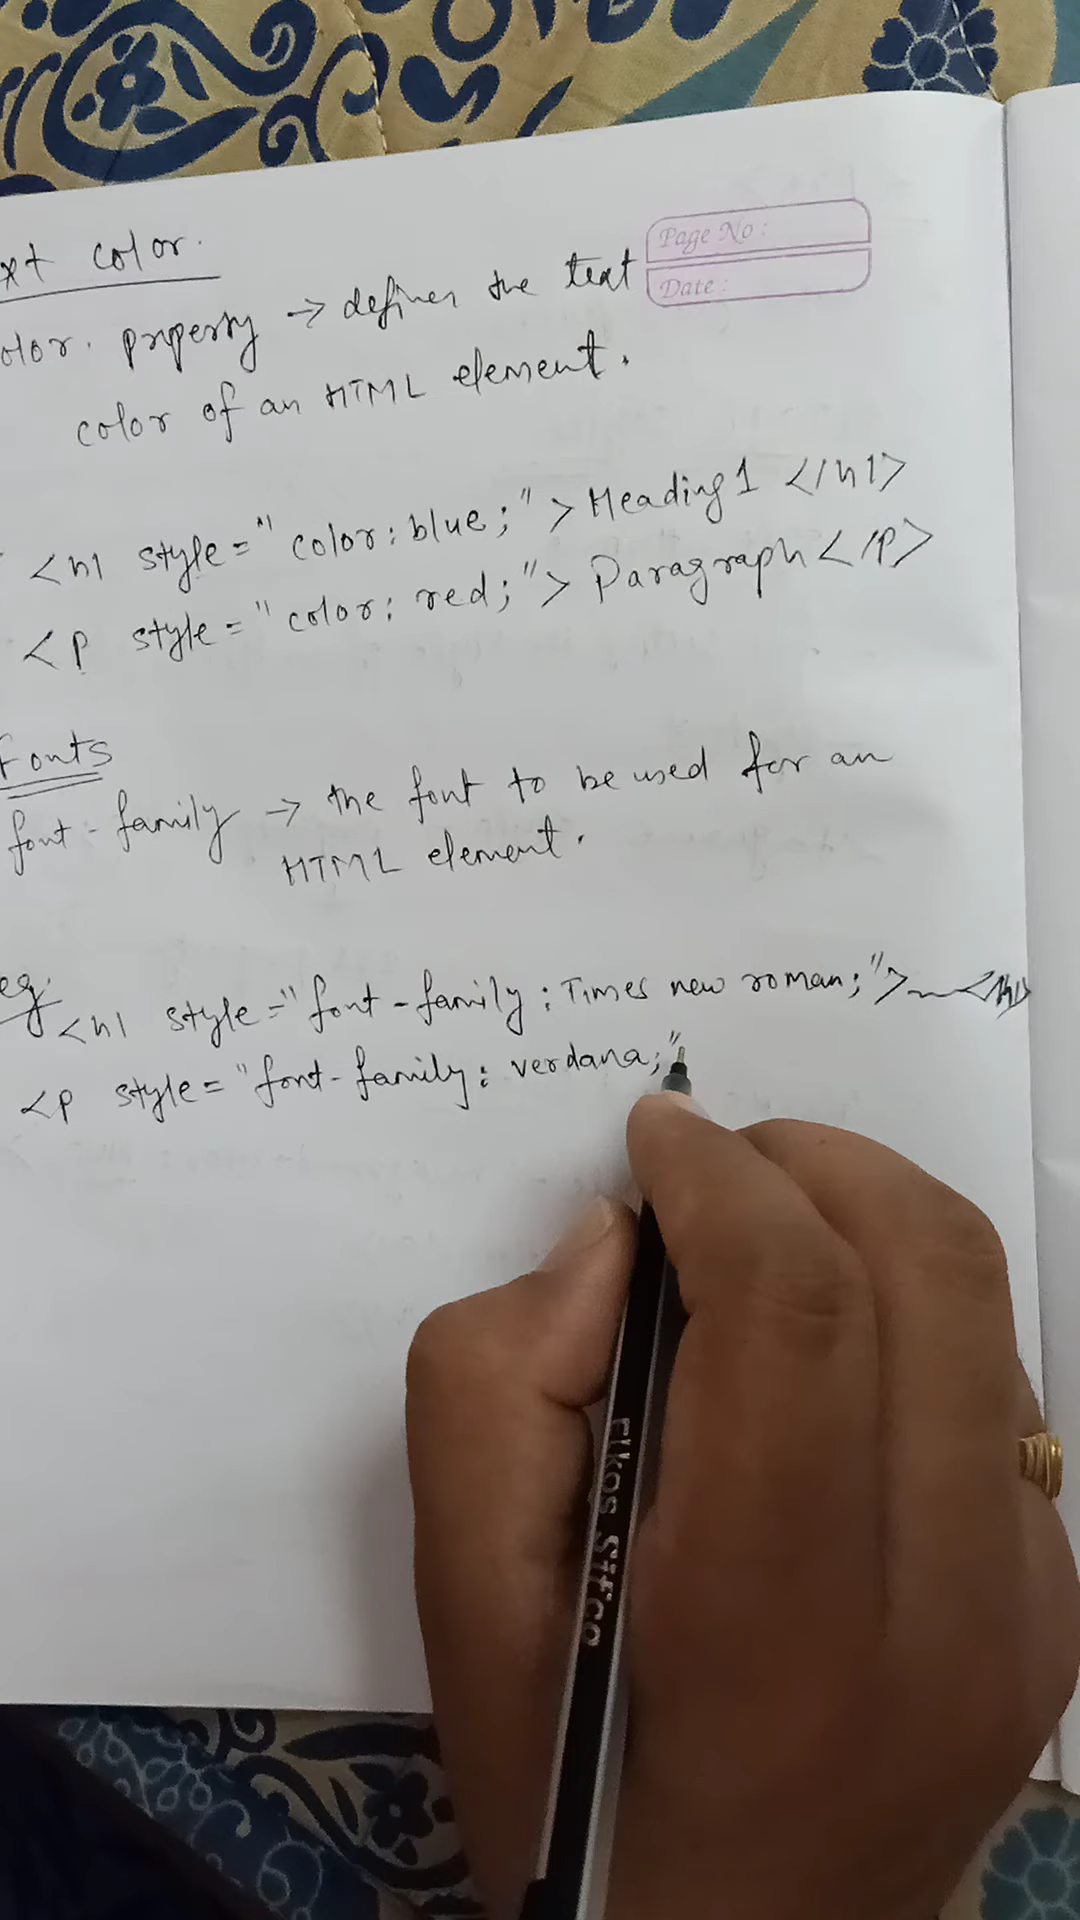 xt color.
Page No :
olor. property → defines the text
Date :
color of an HTML element.
<h1 style="color: blue;"> Heading 1 </h1>
<p style="color: red;"> Paragraph </p>
Fonts
font-family → the font to be used for an
HTML element.
eg.
<h1 style="font-family: Times new roman;">
<p style="font-family: verdana;"
Elkos Sitco